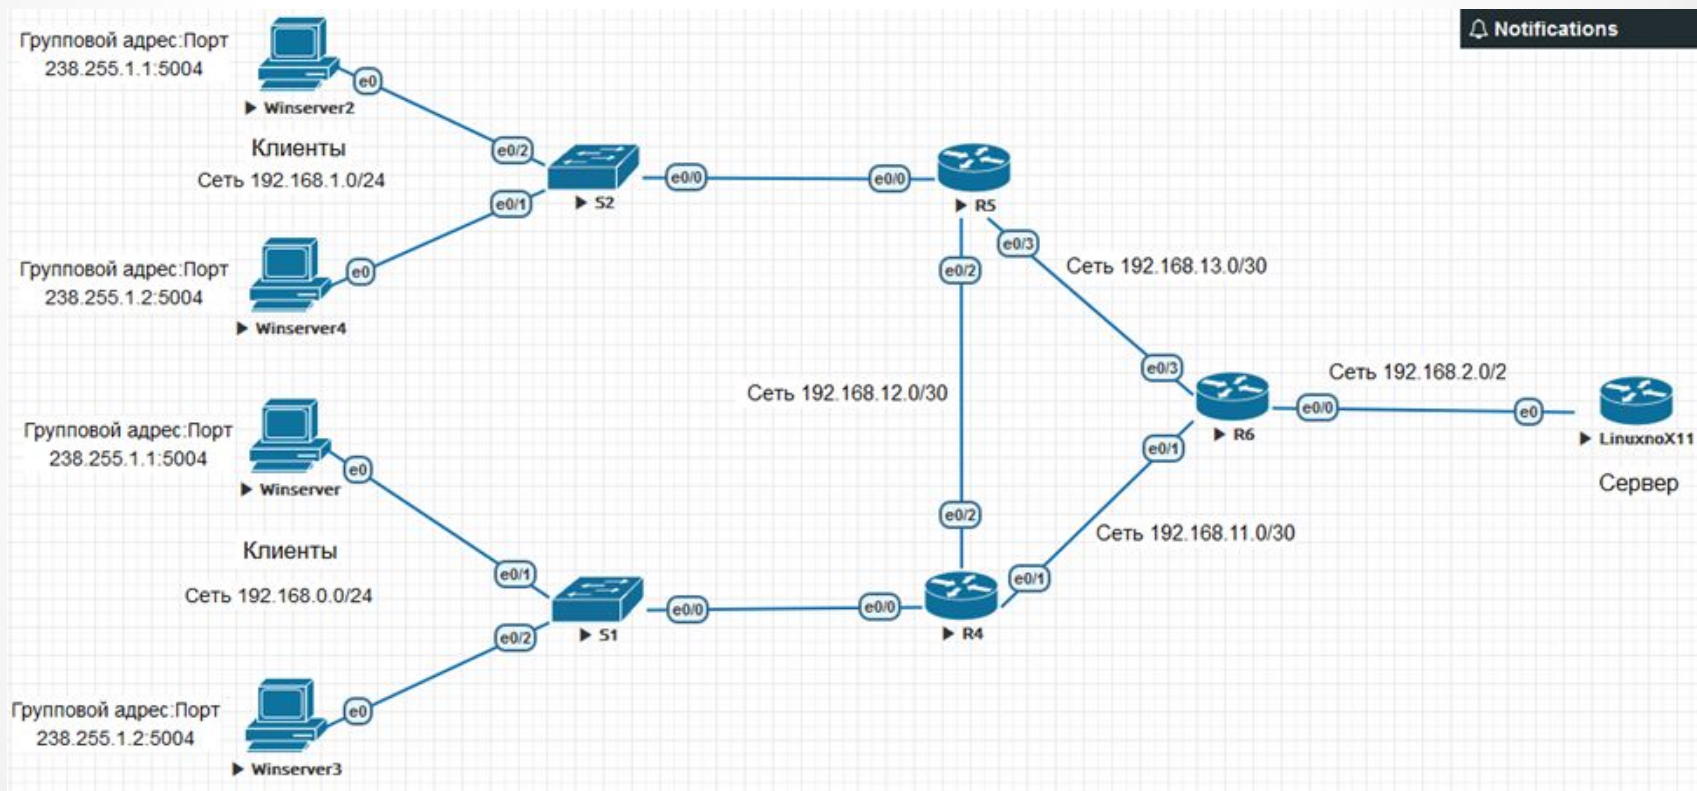 Notifications
Групповой адрес:Порт
238.255.1.1:5004
e0
Winserver2
Клиенты
Сеть 192.168.1.0/24
e0/2
e0/0
e0/0
S2
e0/1
R5
e0/3
Групповой адрес:Порт
238.255.1.2:5004
e0
Winserver4
e0/2
Сеть 192.168.13.0/30
e0/3
Сеть 192.168.12.0/30
Сеть 192.168.2.0/2
e0/0
e0
R6
LinuxnoX11
Сервер
e0/1
Групповой адрес:Порт
238.255.1.1:5004
e0
Winserver
e0/2
Сеть 192.168.11.0/30
Клиенты
Сеть 192.168.0.0/24
e0/1
e0/1
e0/0
e0/0
S1
R4
e0/2
Групповой адрес:Порт
238.255.1.2:5004
e0
Winserver3